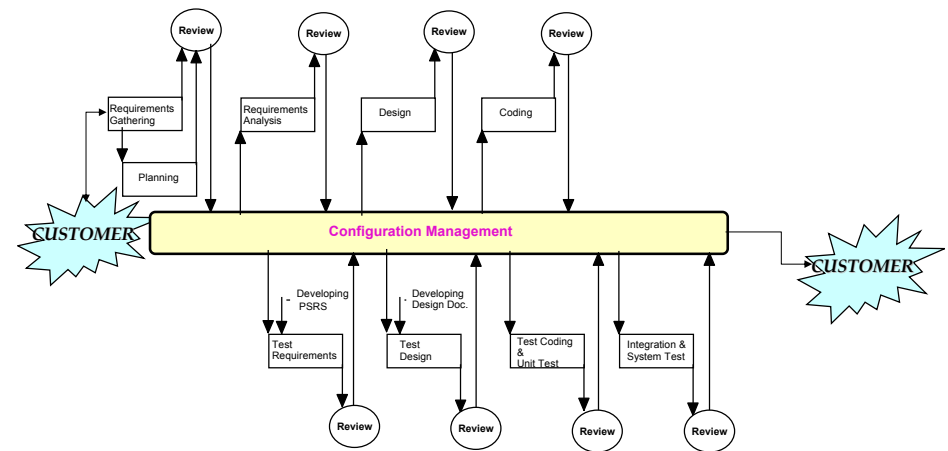 Review
Review
Review
Review
Requirements
Gathering
Requirements
Analysis
Design
Coding
Planning
CUSTOMER
Configuration Management
CUSTOMER
- Developing
PSRS
- Developing
Design Doc.
Test
Requirements
Test
Design
Test Coding
&
Unit Test
Integration &
System Test
Review
Review
Review
Review